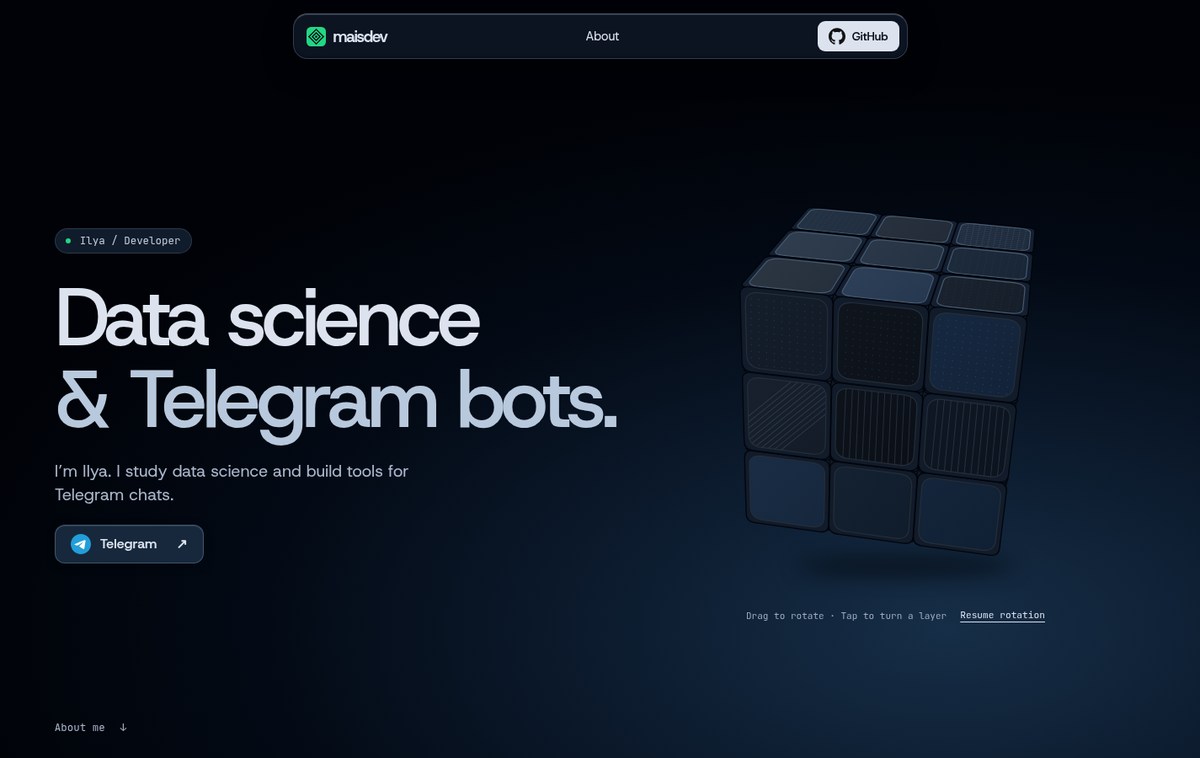 maisdev
About
GitHub
Ilya / Developer
Data science
& Telegram bots.
I’m Ilya. I study data science and build tools for
Telegram chats.
Telegram ↗
Drag to rotate · Tap to turn a layer
Resume rotation
About me ↓